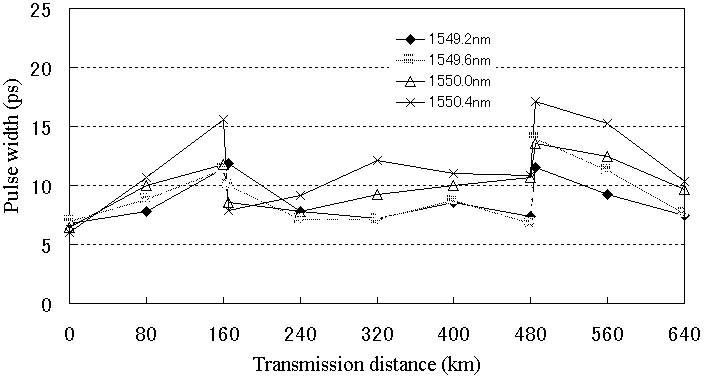 25
20
15
10
5
0
Pulse width (ps)
1549.2nm
1549.6nm
1550.0nm
1550.4nm
0 80 160 240 320 400 480 560 640
Transmission distance (km)